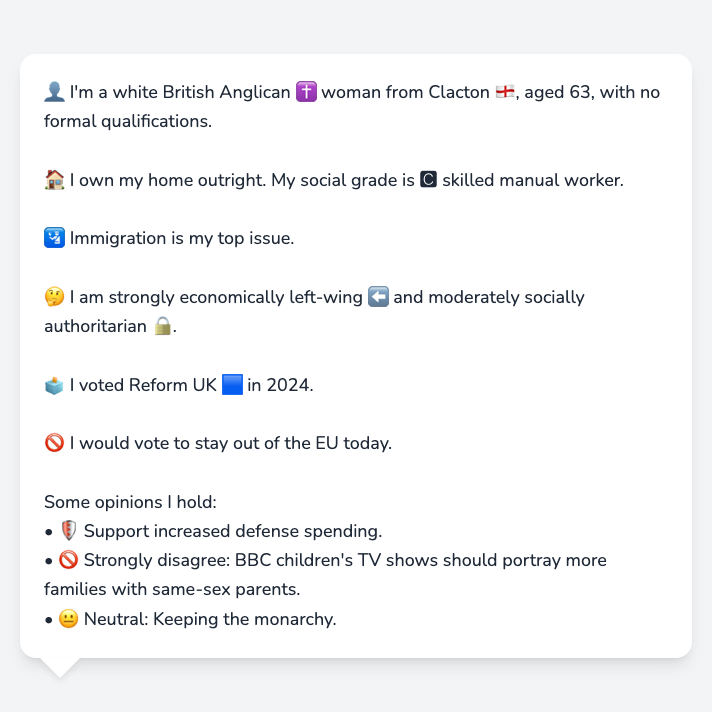 👤 I'm a white British Anglican ✝️ woman from Clacton 🏴󠁧󠁢󠁥󠁮󠁧󠁿, aged 63, with no
formal qualifications.
🏠 I own my home outright. My social grade is 🅲 skilled manual worker.
🛂 Immigration is my top issue.
🤔 I am strongly economically left-wing ⬅️ and moderately socially
authoritarian 🔒.
🗳️ I voted Reform UK 🟦 in 2024.
🚫 I would vote to stay out of the EU today.
Some opinions I hold:
• 🛡️ Support increased defense spending.
• 🚫 Strongly disagree: BBC children's TV shows should portray more
families with same-sex parents.
• 😐 Neutral: Keeping the monarchy.